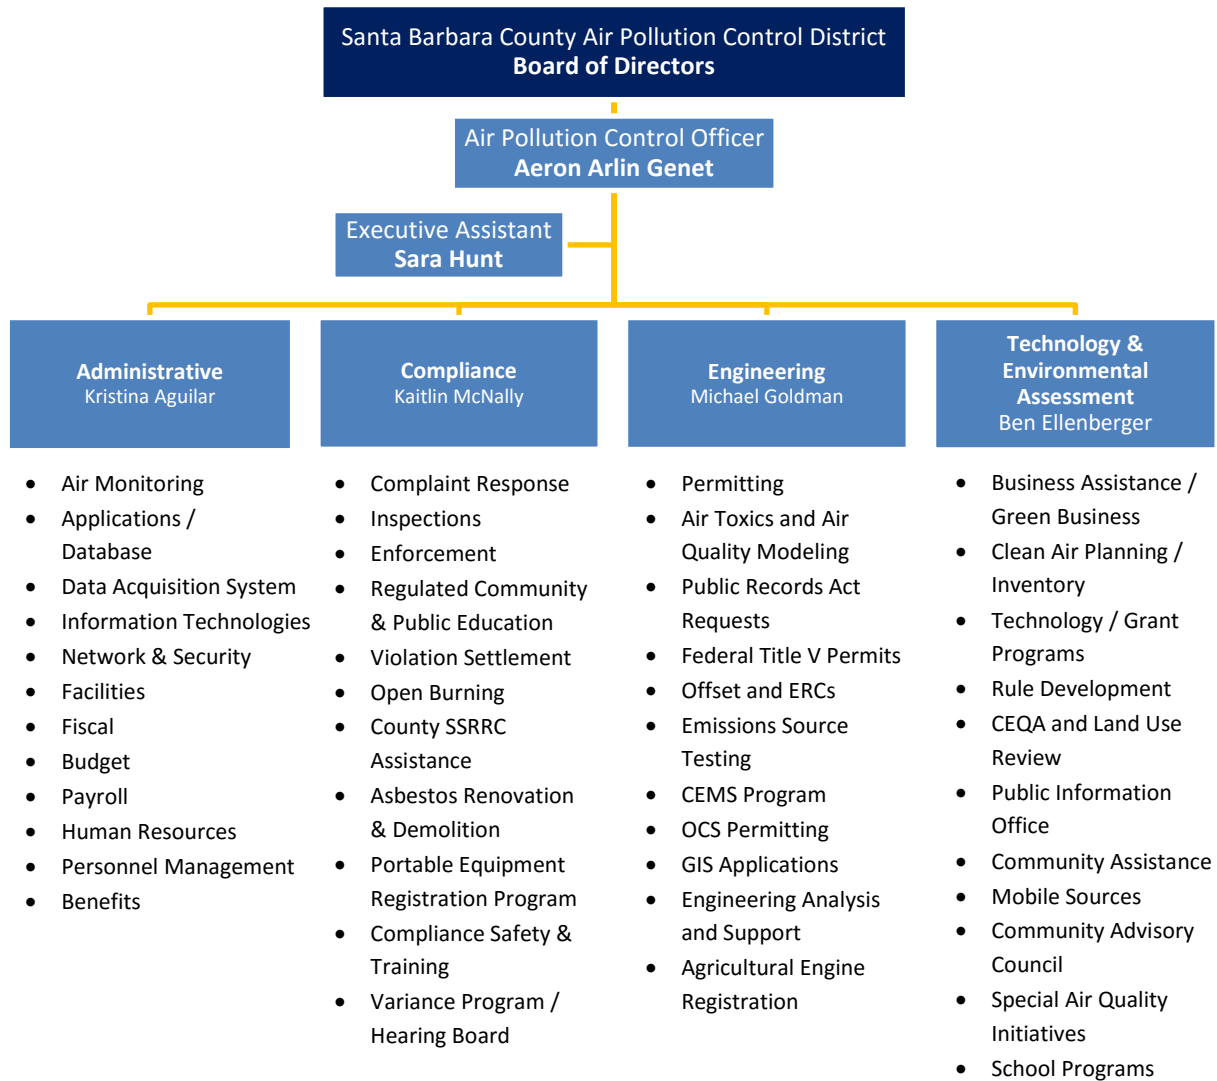 Santa Barbara County Air Pollution Control District
Board of Directors
Air Pollution Control Officer
Aeron Arlin Genet
Executive Assistant
Sara Hunt
Administrative
Kristina Aguilar
• Air Monitoring
• Applications /
Database
• Data Acquisition System
• Information Technologies
• Network & Security
• Facilities
• Fiscal
• Budget
• Payroll
• Human Resources
• Personnel Management
• Benefits
Compliance
Kaitlin McNally
• Complaint Response
• Inspections
• Enforcement
• Regulated Community
& Public Education
• Violation Settlement
• Open Burning
• County SSRRC
Assistance
• Asbestos Renovation
& Demolition
• Portable Equipment
Registration Program
• Compliance Safety &
Training
• Variance Program /
Hearing Board
Engineering
Michael Goldman
• Permitting
• Air Toxics and Air
Quality Modeling
• Public Records Act
Requests
• Federal Title V Permits
• Offset and ERCs
• Emissions Source
Testing
• CEMS Program
• OCS Permitting
• GIS Applications
• Engineering Analysis
and Support
• Agricultural Engine
Registration
Technology &
Environmental
Assessment
Ben Ellenberger
• Business Assistance /
Green Business
• Clean Air Planning /
Inventory
• Technology / Grant
Programs
• Rule Development
• CEQA and Land Use
Review
• Public Information
Office
• Community Assistance
• Mobile Sources
• Community Advisory
Council
• Special Air Quality
Initiatives
• School Programs